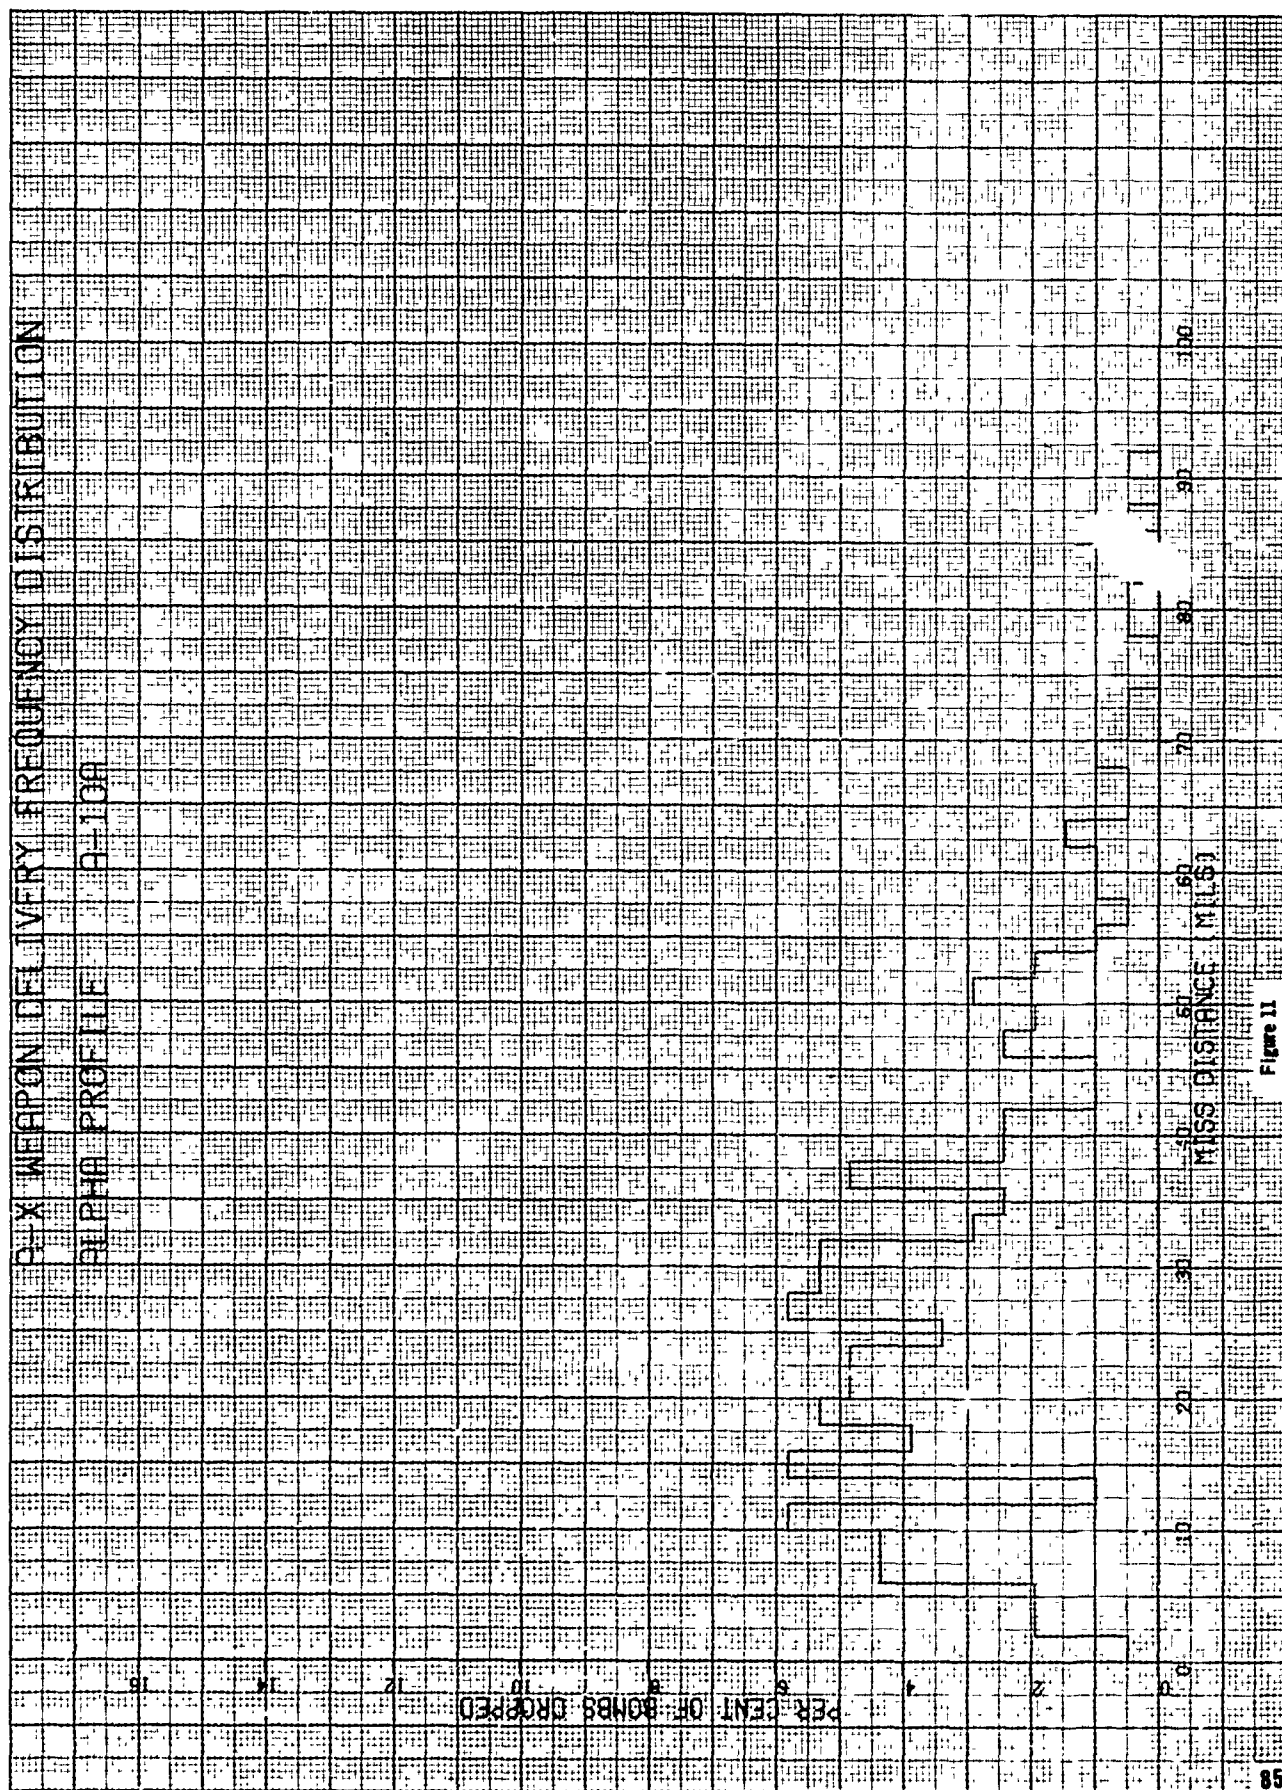 A-X WEAPON DELIVERY FREQUENCY DISTRIBUTION
ALPHA PROFILE A-10A
PER CENT OF BOMBS DROPPED
16
14
12
10
8
6
4
2
0
0 10 20 30 40 50 60 70 80 90 100
MISS DISTANCE (MILS)
Figure 11
58